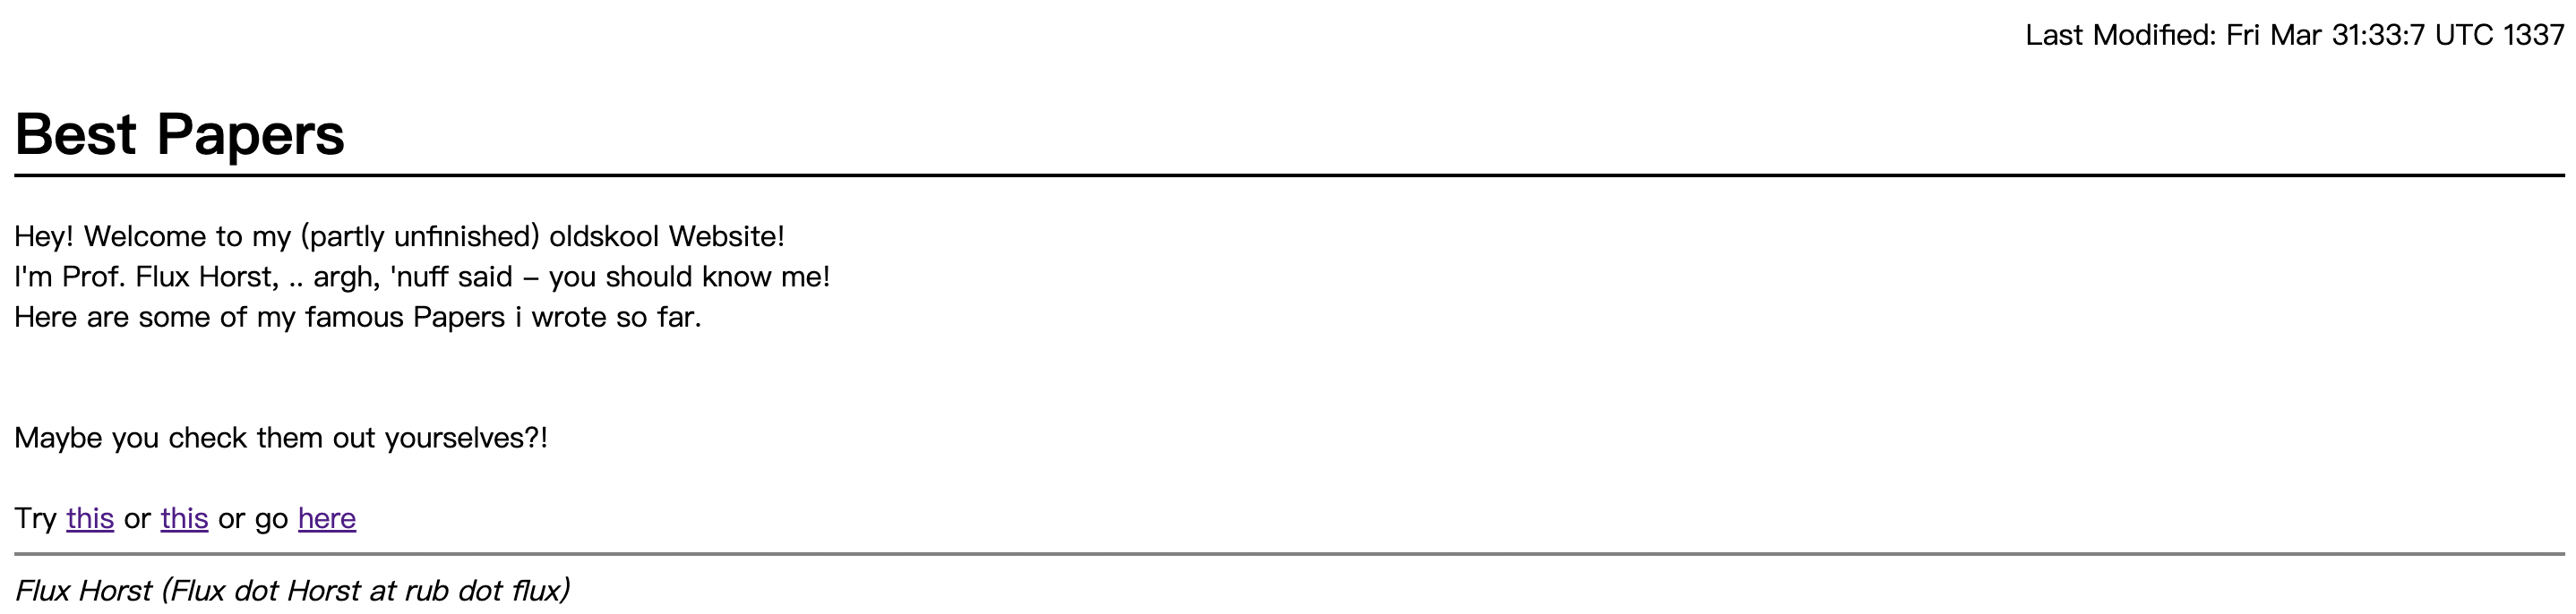 Last Modified: Fri Mar 31:33:7 UTC 1337
Best Papers
Hey! Welcome to my (partly unfinished) oldskool Website!
I'm Prof. Flux Horst, .. argh, 'nuff said – you should know me!
Here are some of my famous Papers i wrote so far.
Maybe you check them out yourselves?!
Try this or this or go here
Flux Horst (Flux dot Horst at rub dot flux)